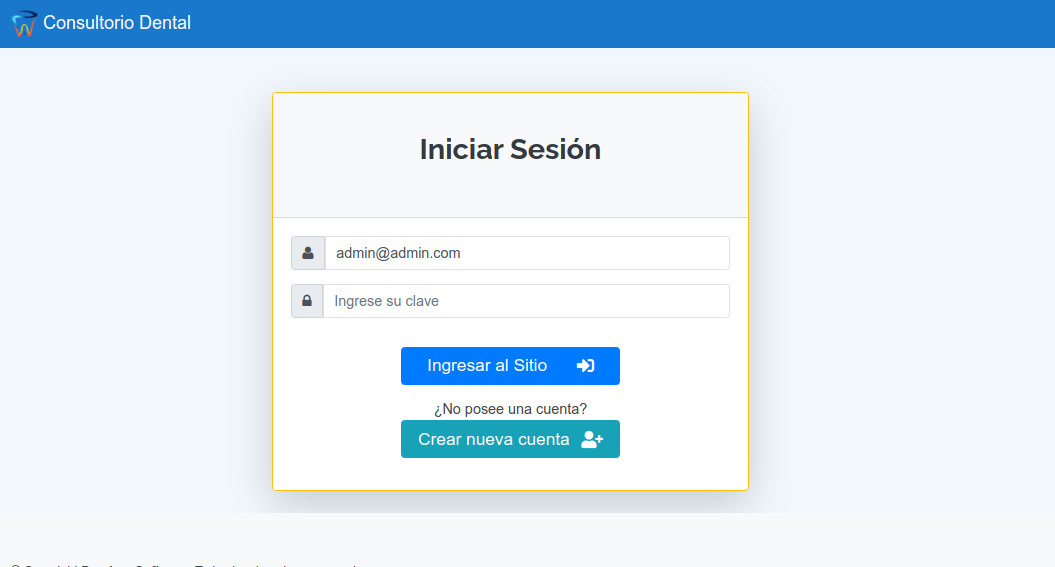 Consultorio Dental
Iniciar Sesión
admin@admin.com
Ingrese su clave
Ingresar al Sitio
¿No posee una cuenta?
Crear nueva cuenta